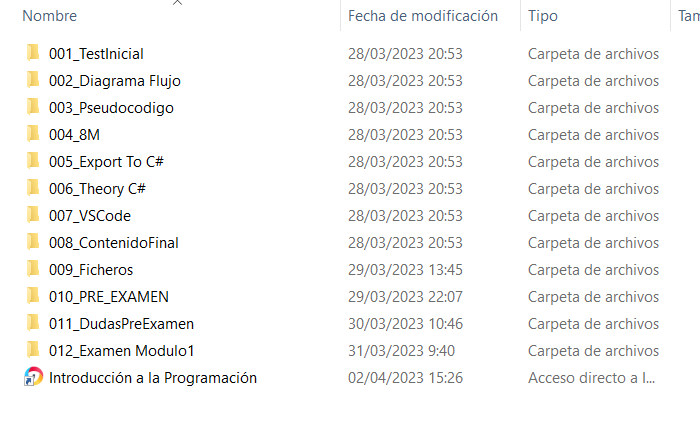 Nombre Fecha de modificación Tipo Tam
001_TestInicial 28/03/2023 20:53 Carpeta de archivos
002_Diagrama Flujo 28/03/2023 20:53 Carpeta de archivos
003_Pseudocodigo 28/03/2023 20:53 Carpeta de archivos
004_8M 28/03/2023 20:53 Carpeta de archivos
005_Export To C# 28/03/2023 20:53 Carpeta de archivos
006_Theory C# 28/03/2023 20:53 Carpeta de archivos
007_VSCode 28/03/2023 20:53 Carpeta de archivos
008_ContenidoFinal 28/03/2023 20:53 Carpeta de archivos
009_Ficheros 29/03/2023 13:45 Carpeta de archivos
010_PRE_EXAMEN 29/03/2023 22:07 Carpeta de archivos
011_DudasPreExamen 30/03/2023 10:46 Carpeta de archivos
012_Examen Modulo1 31/03/2023 9:40 Carpeta de archivos
Introducción a la Programación 02/04/2023 15:26 Acceso directo a l...